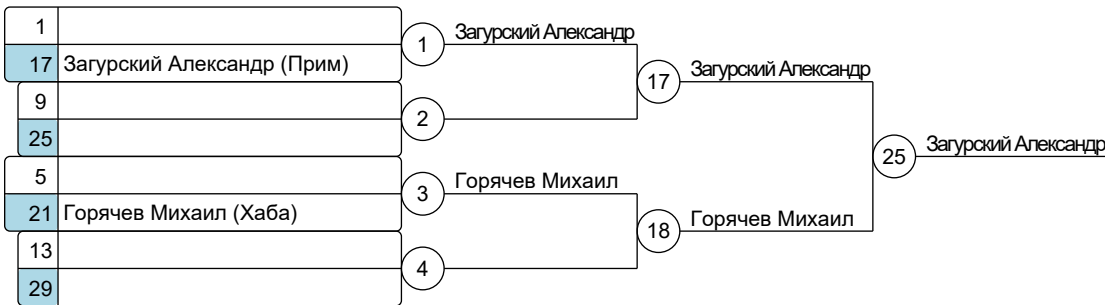 1
17 Загурский Александр (Прим)
1
Загурский Александр
9
25
2
17
Загурский Александр
5
21 Горячев Михаил (Хаба)
3
Горячев Михаил
13
29
4
18
Горячев Михаил
25
Загурский Александр